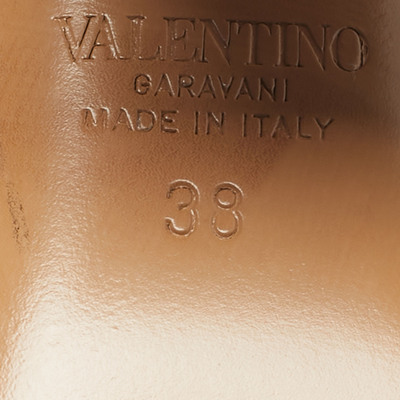 VALENTINO
GARAVANI
MADE IN ITALY
38